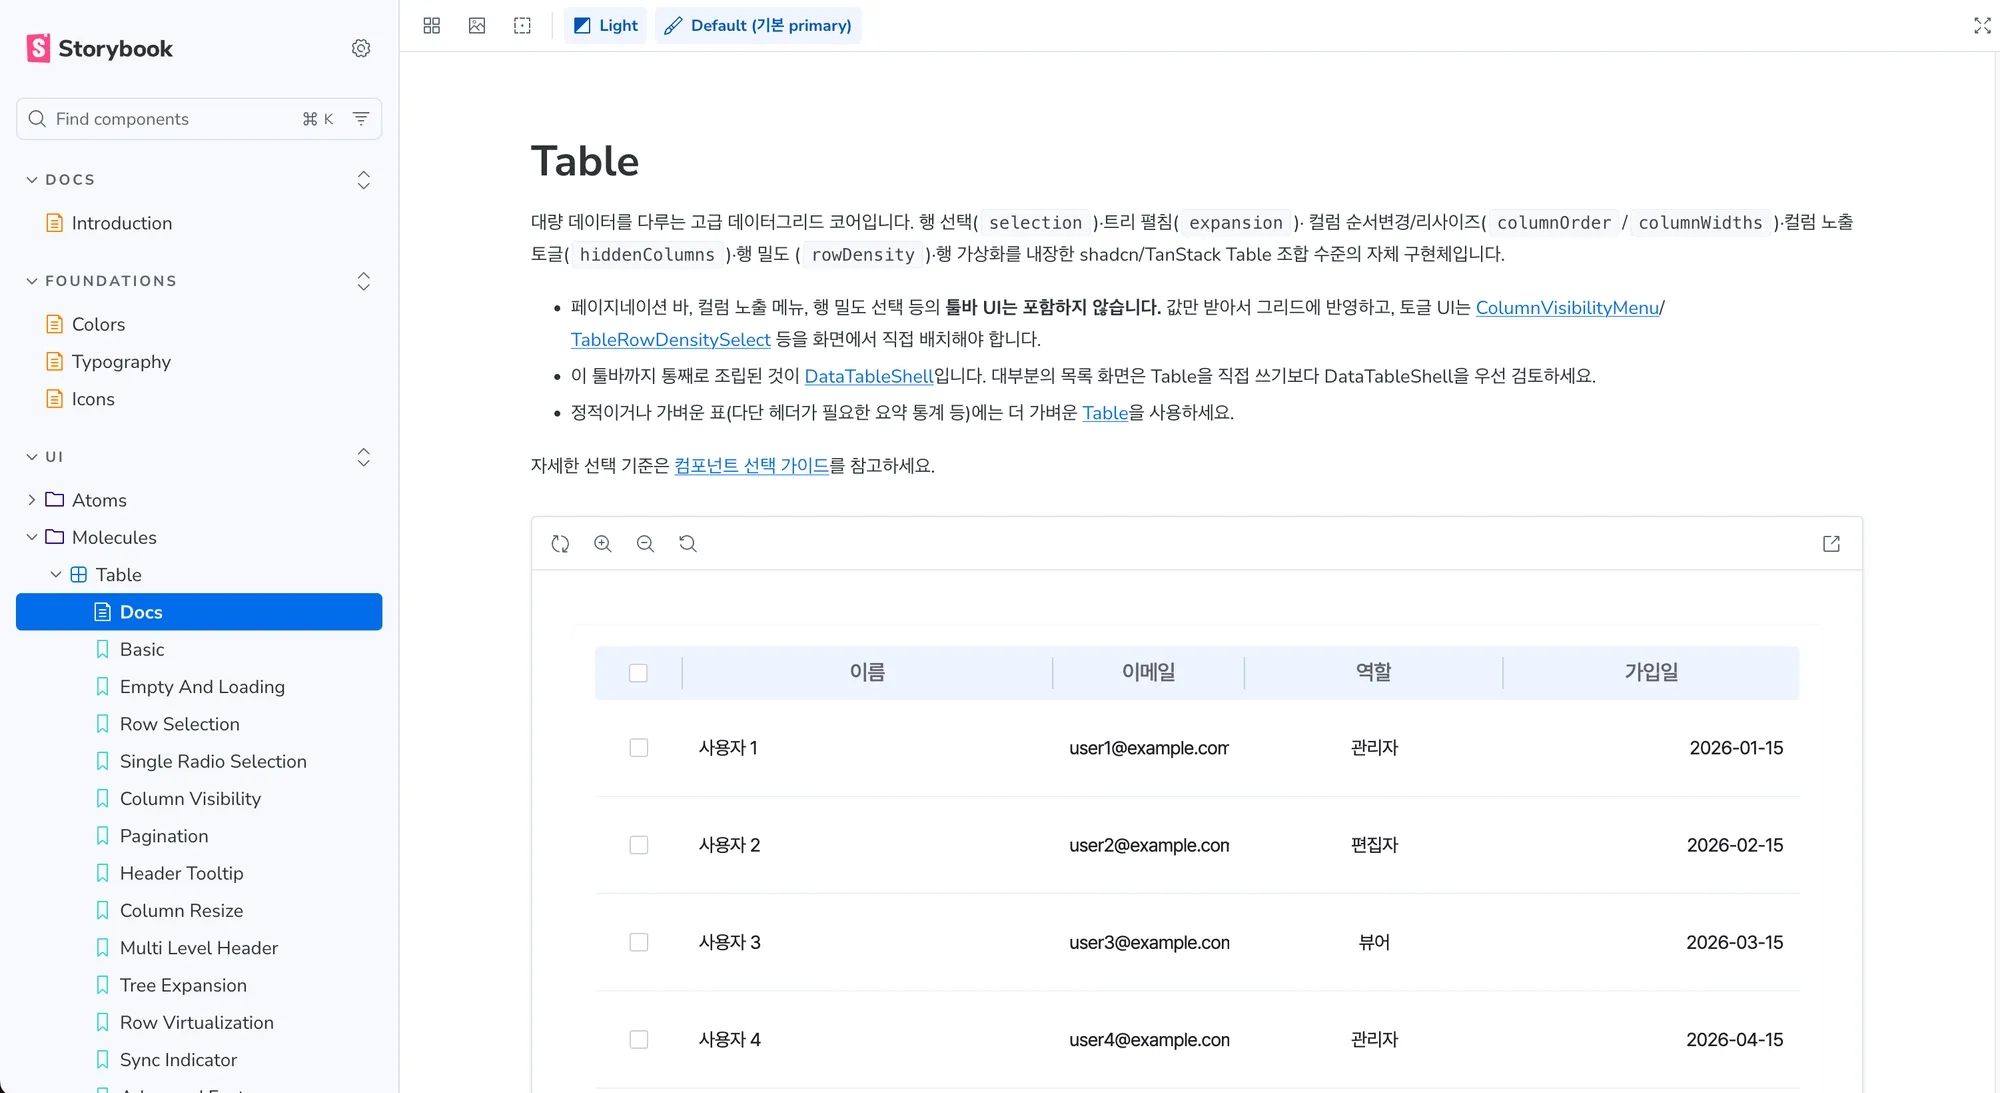 Storybook
Find components
⌘ K
DOCS
Introduction
FOUNDATIONS
Colors
Typography
Icons
UI
Atoms
Molecules
Table
Docs
Basic
Empty And Loading
Row Selection
Single Radio Selection
Column Visibility
Pagination
Header Tooltip
Column Resize
Multi Level Header
Tree Expansion
Row Virtualization
Sync Indicator
Light
Default (기본 primary)
Table
대량 데이터를 다루는 고급 데이터그리드 코어입니다. 행 선택( selection )·트리 펼침( expansion )· 컬럼 순서변경/리사이즈( columnOrder / columnWidths )·컬럼 노출
토글( hiddenColumns )·행 밀도 ( rowDensity )·행 가상화를 내장한 shadcn/TanStack Table 조합 수준의 자체 구현체입니다.
• 페이지네이션 바, 컬럼 노출 메뉴, 행 밀도 선택 등의 툴바 UI는 포함하지 않습니다. 값만 받아서 그리드에 반영하고, 토글 UI는 ColumnVisibilityMenu/
TableRowDensitySelect 등을 화면에서 직접 배치해야 합니다.
• 이 툴바까지 통째로 조립된 것이 DataTableShell입니다. 대부분의 목록 화면은 Table을 직접 쓰기보다 DataTableShell을 우선 검토하세요.
• 정적이거나 가벼운 표(다단 헤더가 필요한 요약 통계 등)에는 더 가벼운 Table을 사용하세요.
자세한 선택 기준은 컴포넌트 선택 가이드를 참고하세요.
이름 이메일 역할 가입일
사용자 1 user1@example.com 관리자 2026-01-15
사용자 2 user2@example.con 편집자 2026-02-15
사용자 3 user3@example.con 뷰어 2026-03-15
사용자 4 user4@example.con 관리자 2026-04-15